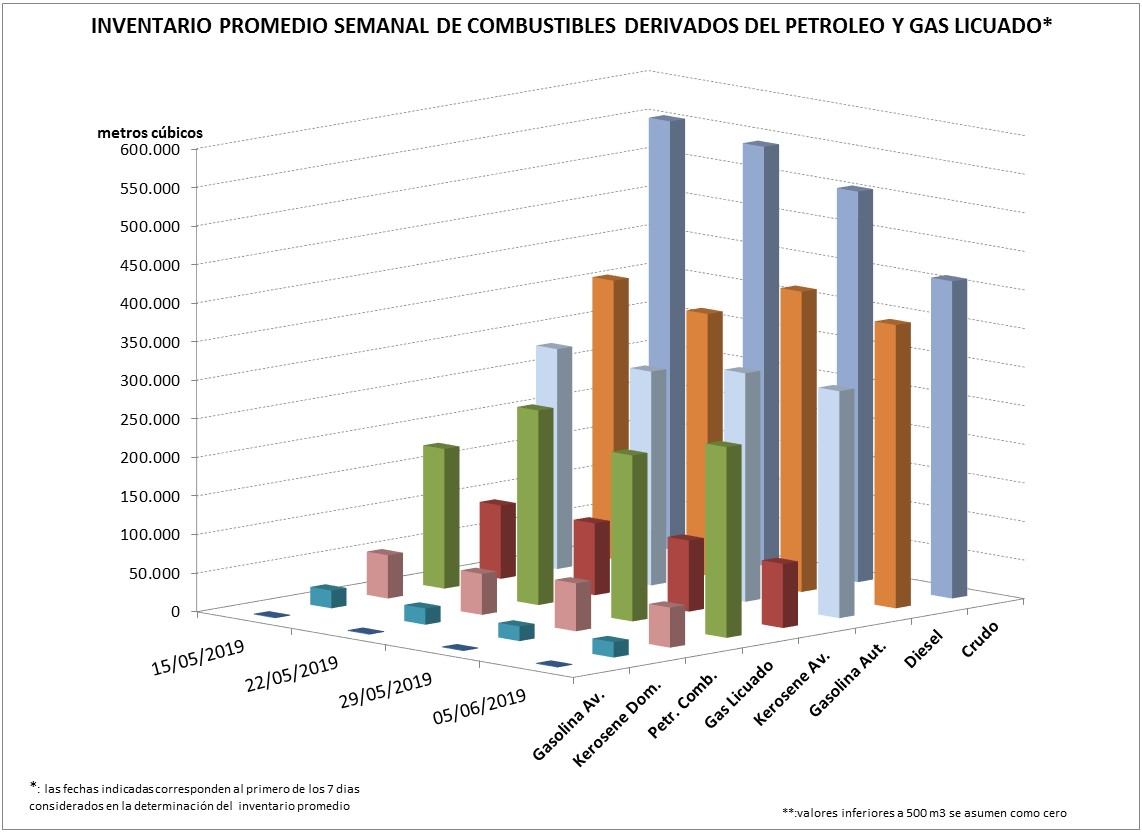 INVENTARIO PROMEDIO SEMANAL DE COMBUSTIBLES DERIVADOS DEL PETROLEO Y GAS LICUADO*
metros cúbicos
600.000
550.000
500.000
450.000
400.000
350.000
300.000
250.000
200.000
150.000
100.000
50.000
0
15/05/2019
22/05/2019
29/05/2019
05/06/2019
Gasolina Av.
Kerosene Dom.
Petr. Comb.
Gas Licuado
Kerosene Av.
Gasolina Aut.
Diesel
Crudo
*: las fechas indicadas corresponden al primero de los 7 dias
considerados en la determinación del inventario promedio
**:valores inferiores a 500 m3 se asumen como cero